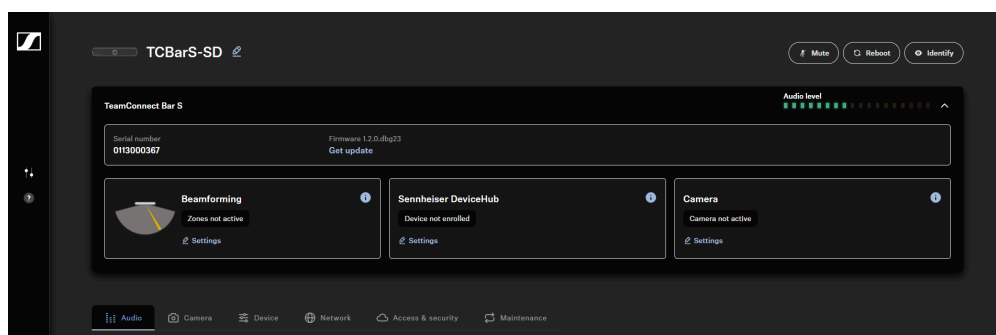 TCBarS-SD
Mute
Reboot
Identify
TeamConnect Bar S
Audio level
Serial number
0113000367
Firmware 1.2.0.dbg23
Get update
Beamforming
Zones not active
Settings
Sennheiser DeviceHub
Device not enrolled
Settings
Camera
Camera not active
Settings
Audio
Camera
Device
Network
Access & security
Maintenance